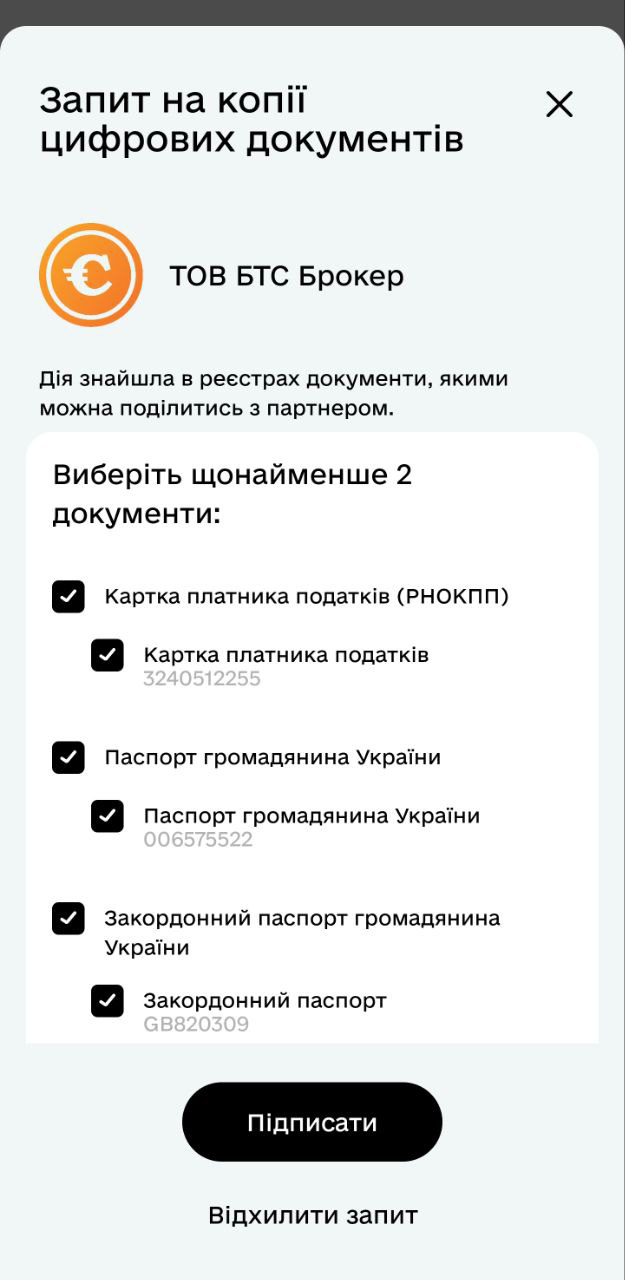 Запит на копії
цифрових документів
ТОВ БТС Брокер
Дія знайшла в реєстрах документи, якими
можна поділитись з партнером.
Виберіть щонайменше 2
документи:
Картка платника податків (РНОКПП)
Картка платника податків
3240512255
Паспорт громадянина України
Паспорт громадянина України
006575522
Закордонний паспорт громадянина
України
Закордонний паспорт
GB820309
Підписати
Відхилити запит